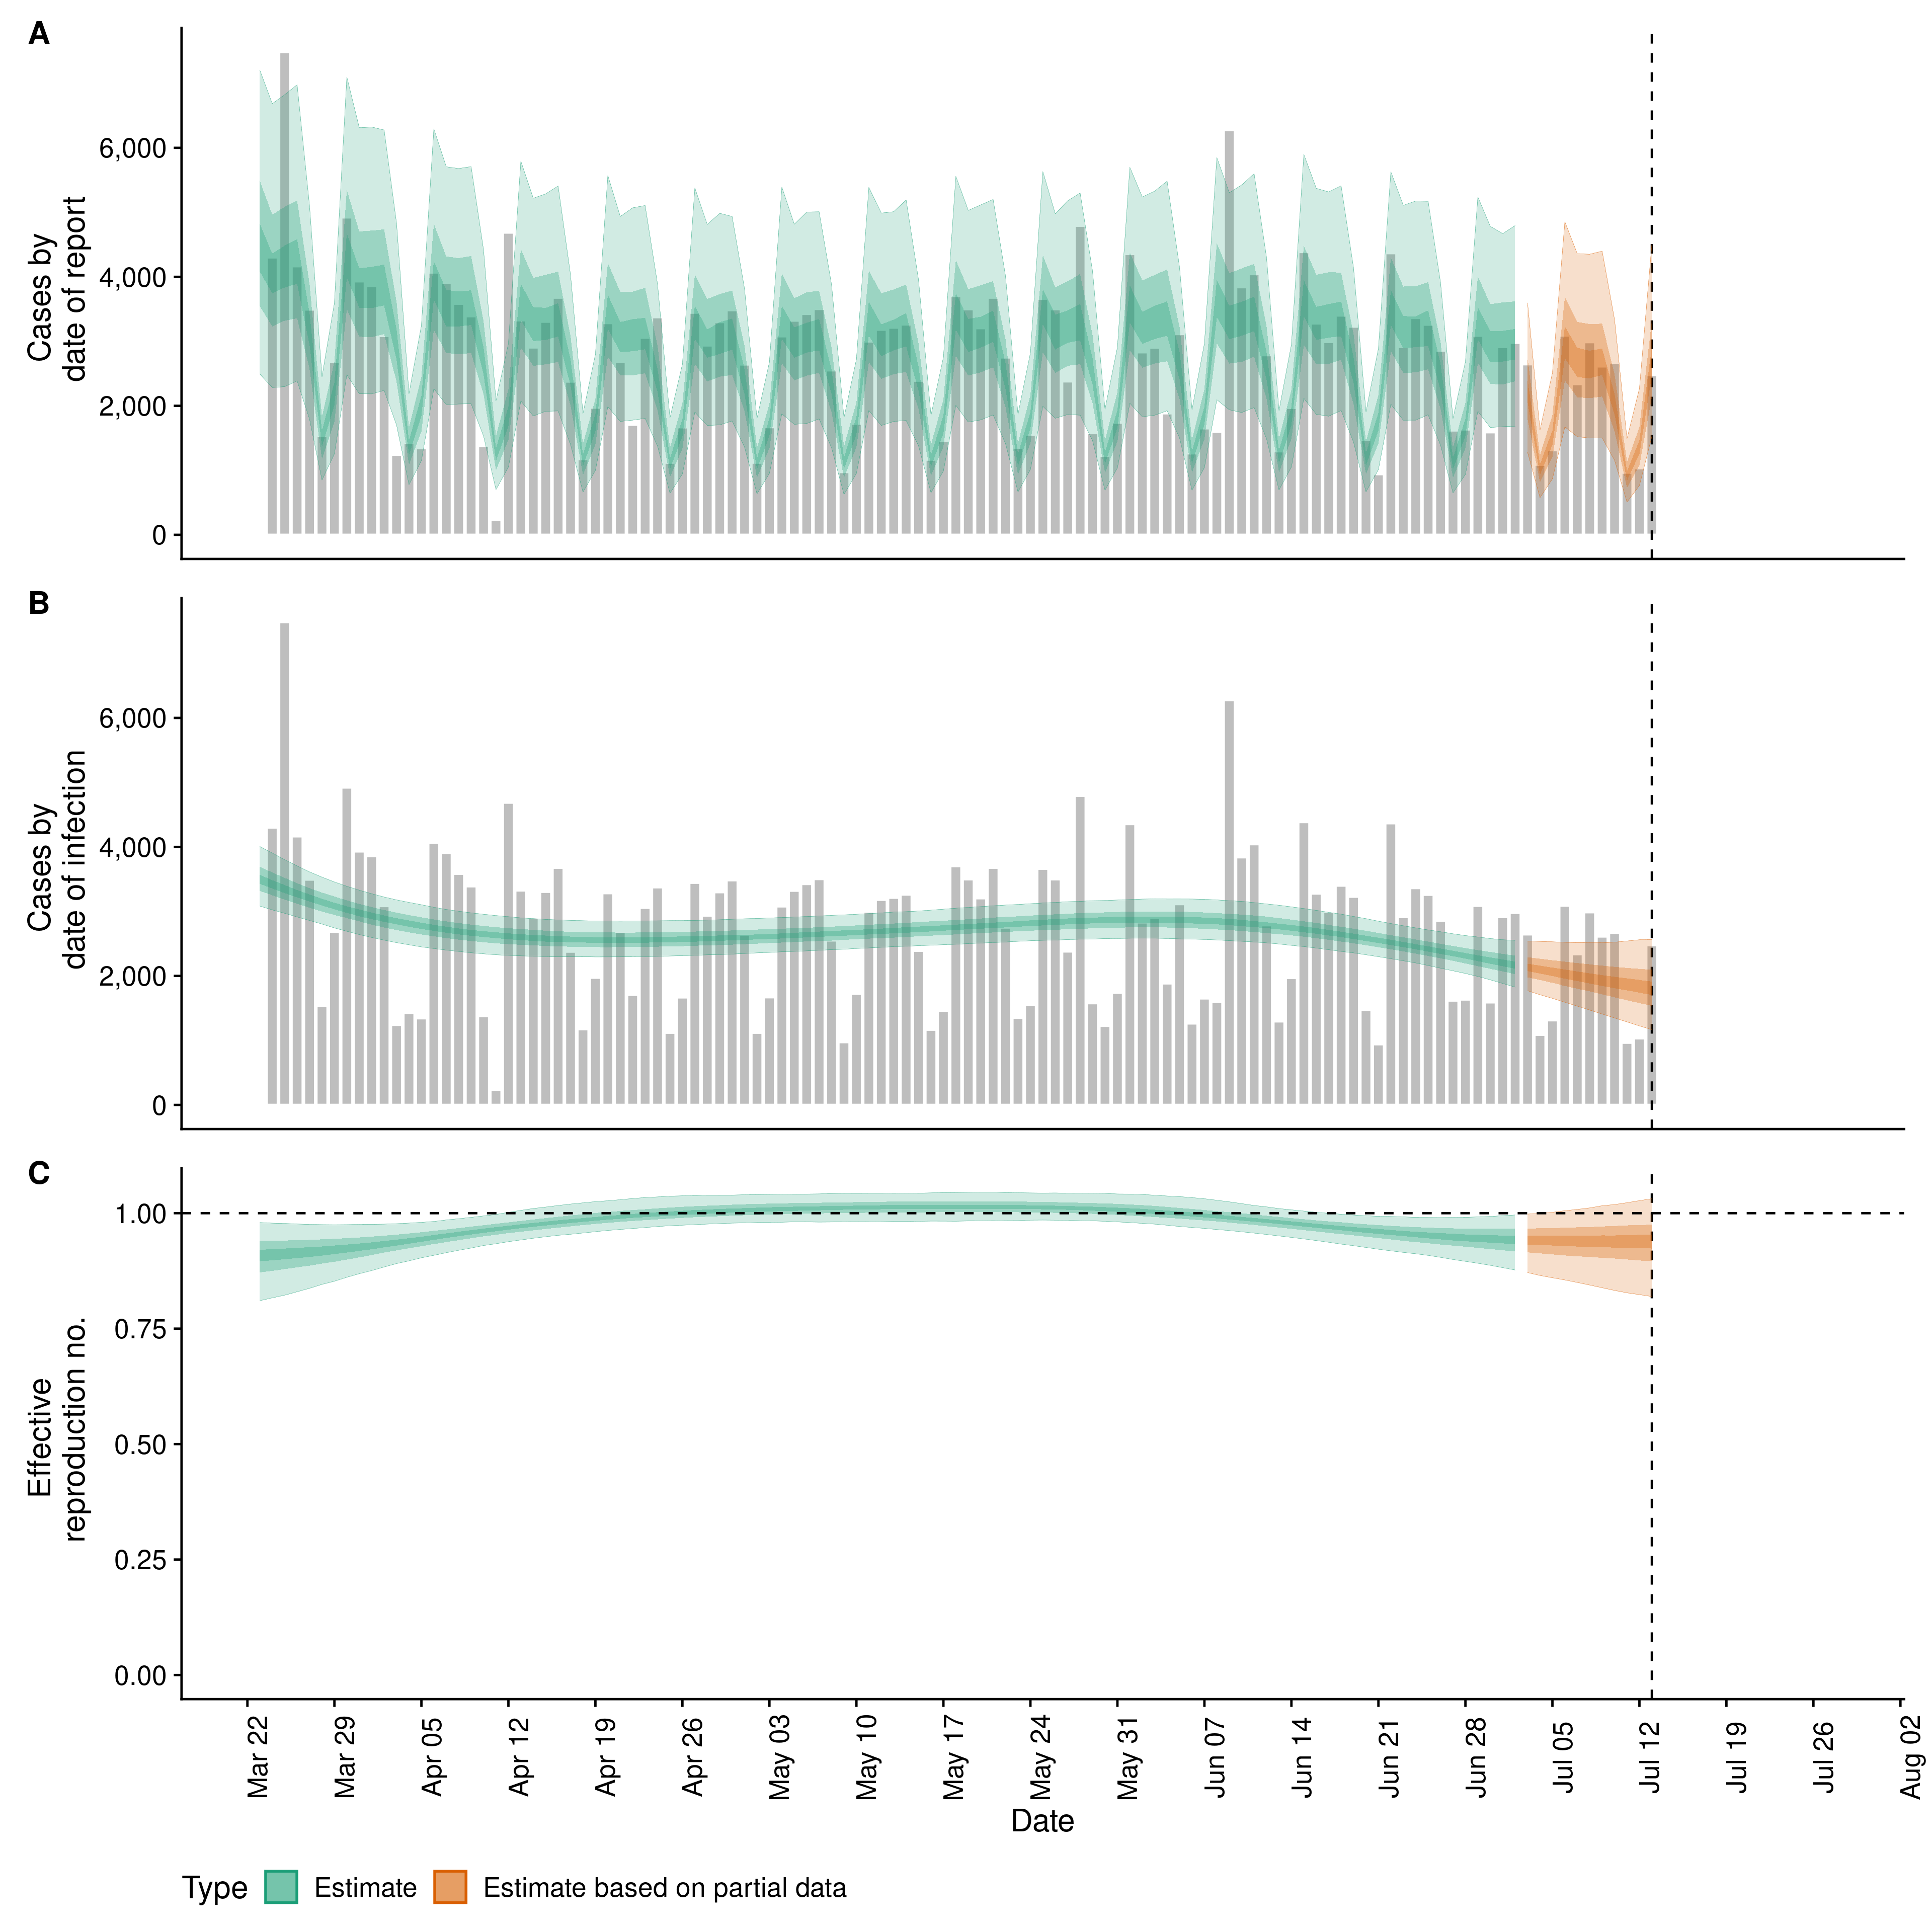 A
Cases by
date of report
6,000
4,000
2,000
0
B
Cases by
date of infection
6,000
4,000
2,000
0
C
Effective
reproduction no.
1.00
0.75
0.50
0.25
0.00
Mar 22
Mar 29
Apr 05
Apr 12
Apr 19
Apr 26
May 03
May 10
May 17
May 24
May 31
Jun 07
Jun 14
Jun 21
Jun 28
Jul 05
Jul 12
Jul 19
Jul 26
Aug 02
Date
Type Estimate Estimate based on partial data